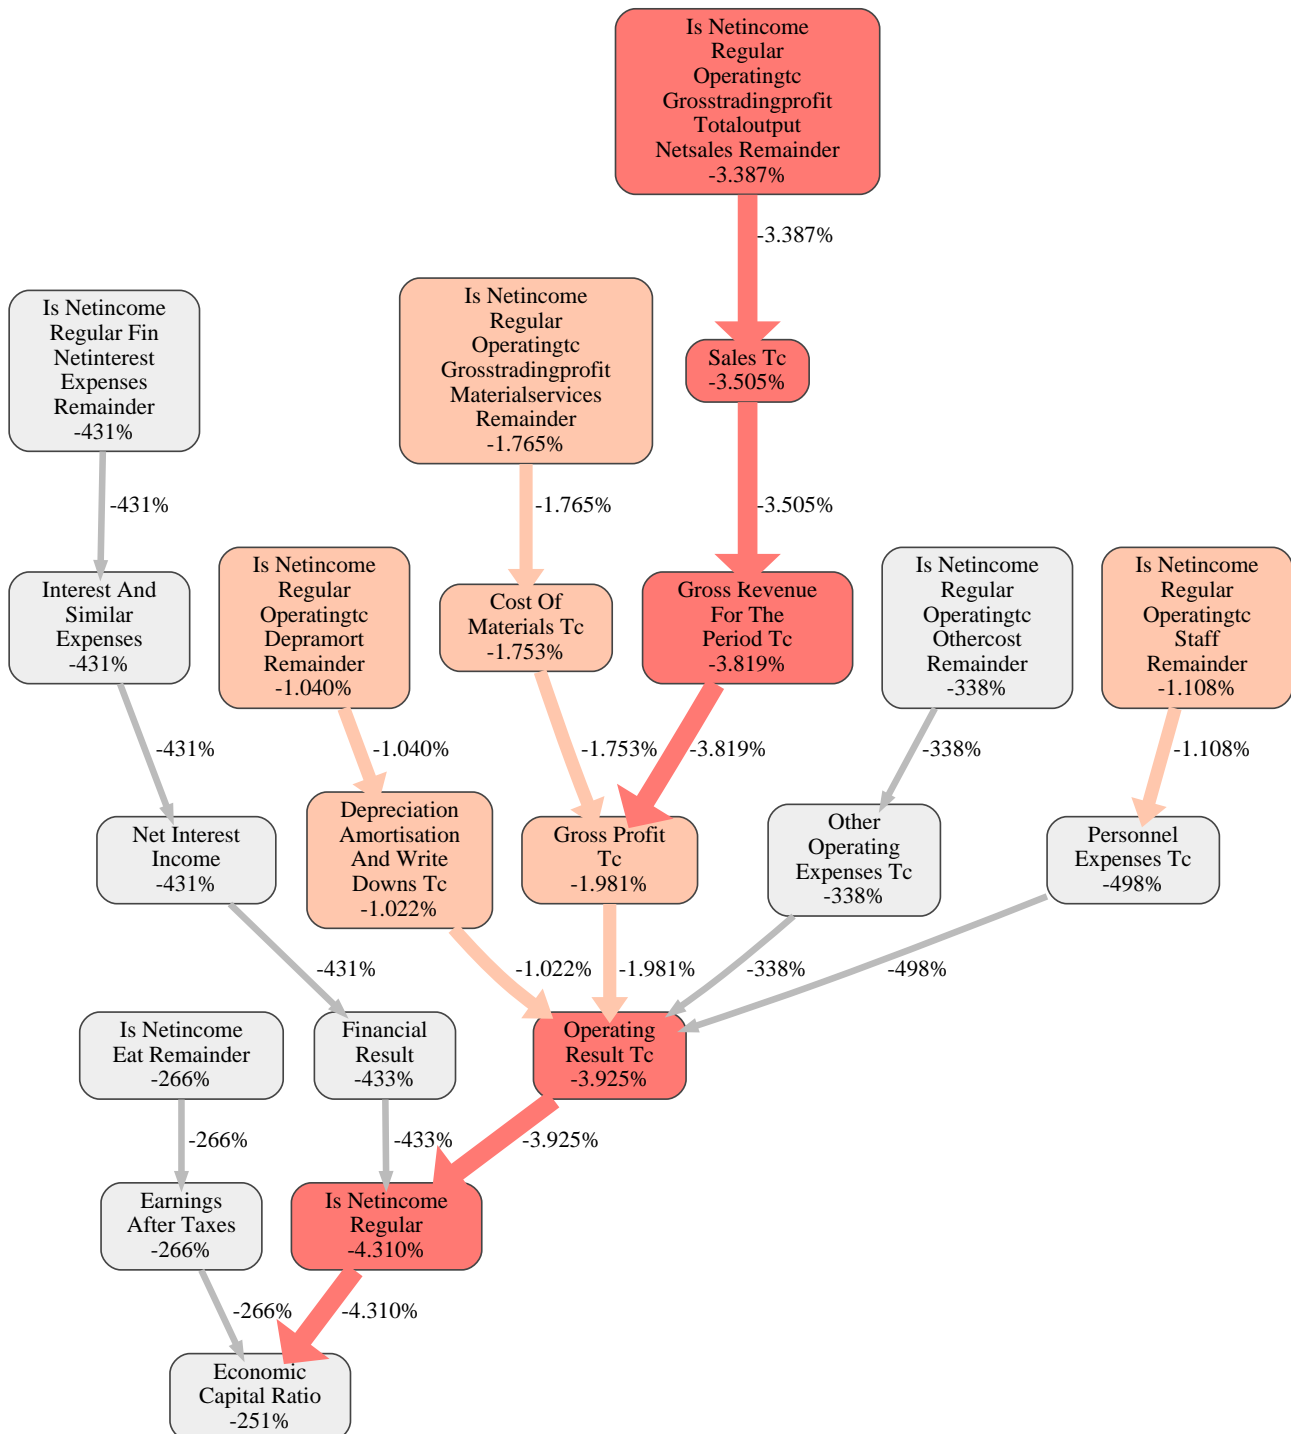 Is Netincome
Regular
Operatingtc
Grosstradingprofit
Totaloutput
Netsales Remainder
-3.387%
-3.387%
Is Netincome
Regular Fin
Netinterest
Expenses
Remainder
-431%
Is Netincome
Regular
Operatingtc
Grosstradingprofit
Materialservices
Remainder
-1.765%
Sales Tc
-3.505%
-431%
-1.765%
-3.505%
Interest And
Similar
Expenses
-431%
Is Netincome
Regular
Operatingtc
Depramort
Remainder
-1.040%
Cost Of
Materials Tc
-1.753%
Gross Revenue
For The
Period Tc
-3.819%
Is Netincome
Regular
Operatingtc
Othercost
Remainder
-338%
Is Netincome
Regular
Operatingtc
Staff
Remainder
-1.108%
-431%
-1.040%
-1.753%
-3.819%
-338%
-1.108%
Net Interest
Income
-431%
Depreciation
Amortisation
And Write
Downs Tc
-1.022%
Gross Profit
Tc
-1.981%
Other
Operating
Expenses Tc
-338%
Personnel
Expenses Tc
-498%
-431%
-1.022%
-1.981%
-338%
-498%
Is Netincome
Eat Remainder
-266%
Financial
Result
-433%
Operating
Result Tc
-3.925%
-266%
-433%
-3.925%
Earnings
After Taxes
-266%
Is Netincome
Regular
-4.310%
-266%
-4.310%
Economic
Capital Ratio
-251%